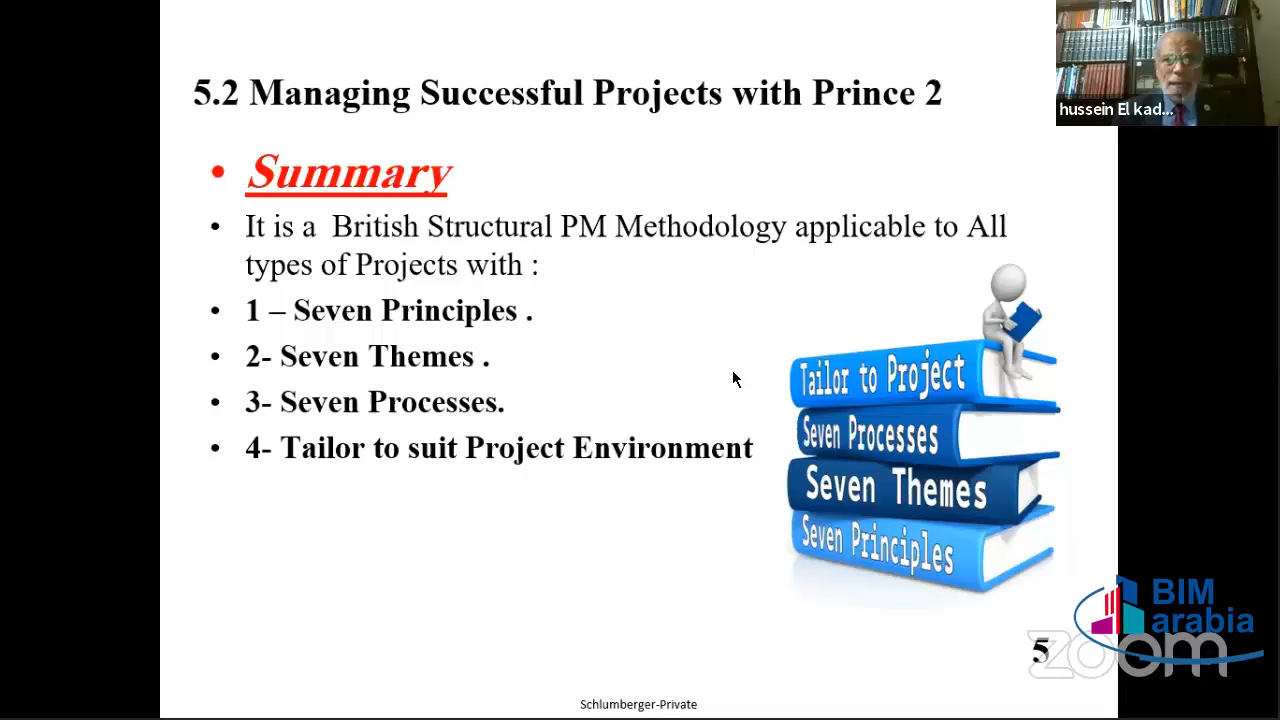 5.2 Managing Successful Projects with Prince 2
hussein El kad...
• Summary
• It is a British Structural PM Methodology applicable to All
types of Projects with :
• 1 – Seven Principles .
• 2- Seven Themes .
• 3- Seven Processes.
• 4- Tailor to suit Project Environment
Tailor to Project
Seven Processes
Seven Themes
Seven Principles
BIM
arabia
zoom
5
Schlumberger-Private